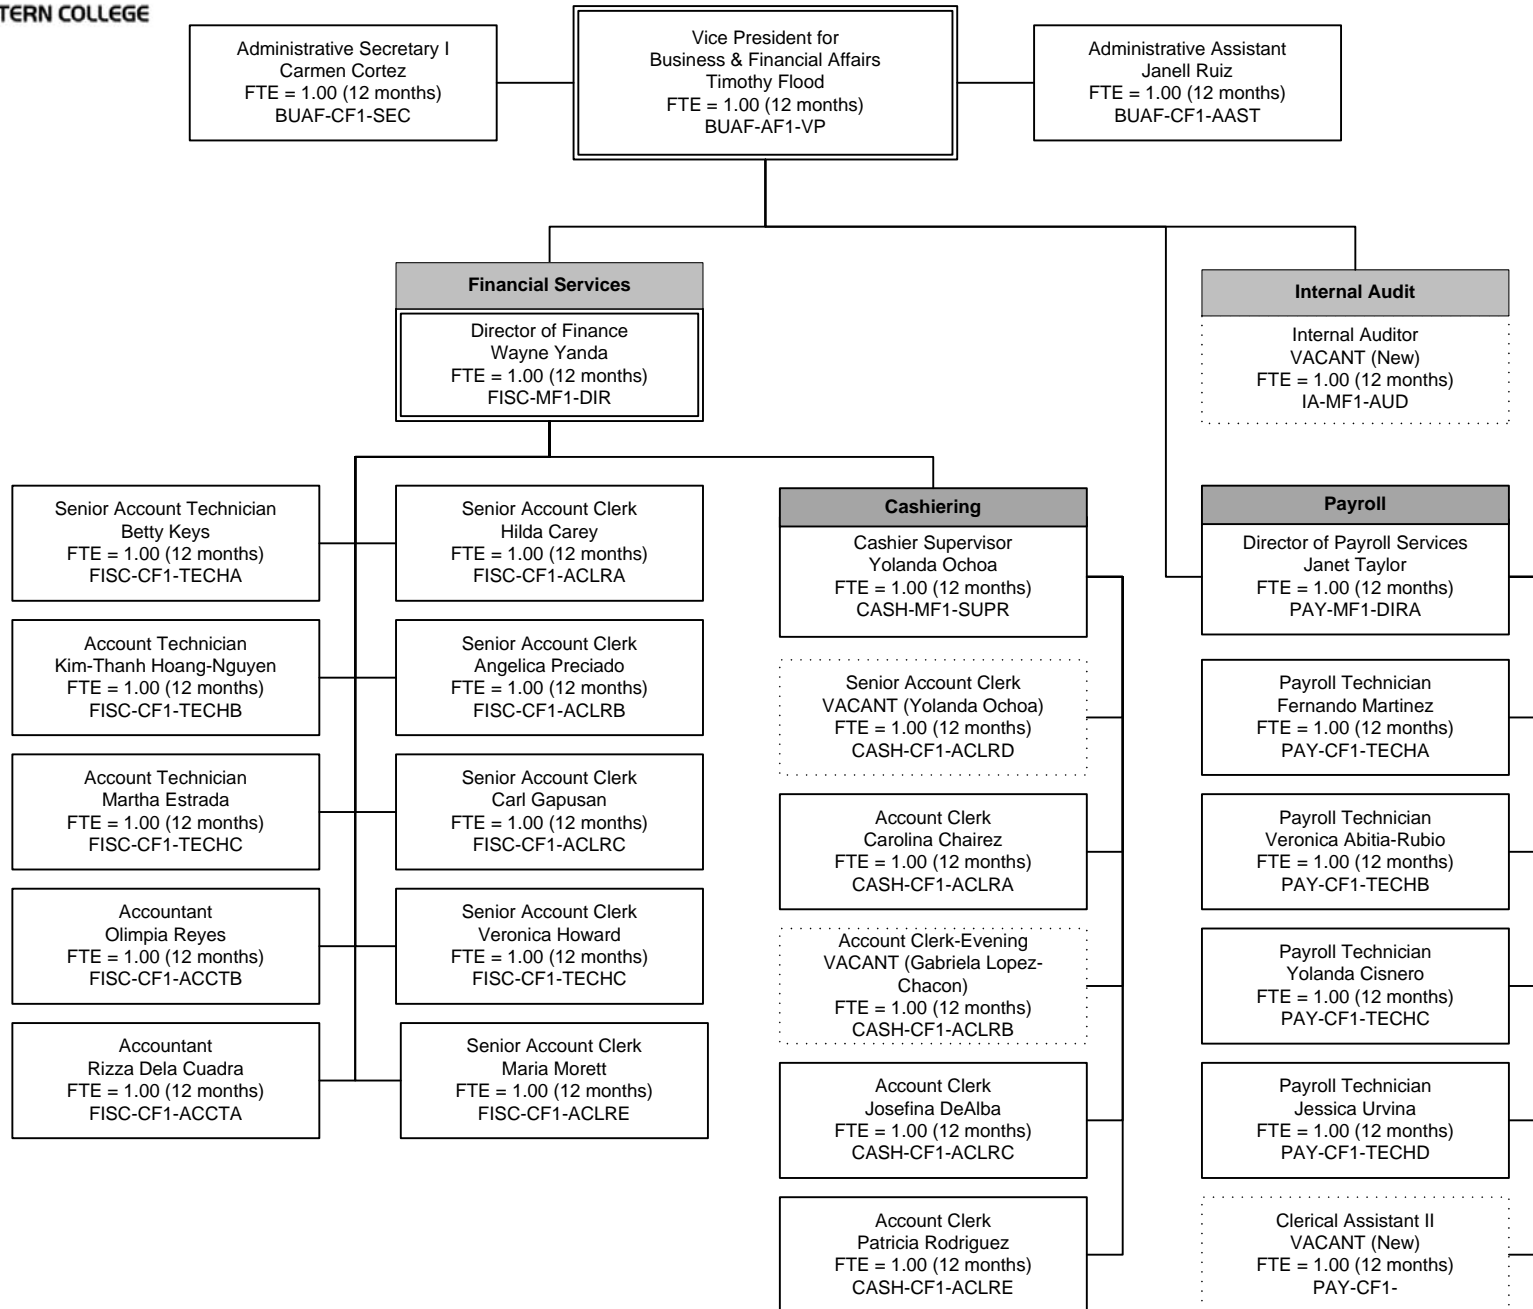 TERN COLLEGE
Administrative Secretary I
Carmen Cortez
FTE = 1.00 (12 months)
BUAF-CF1-SEC
Vice President for
Business & Financial Affairs
Timothy Flood
FTE = 1.00 (12 months)
BUAF-AF1-VP
Administrative Assistant
Janell Ruiz
FTE = 1.00 (12 months)
BUAF-CF1-AAST
Financial Services
Director of Finance
Wayne Yanda
FTE = 1.00 (12 months)
FISC-MF1-DIR
Internal Audit
Internal Auditor
VACANT (New)
FTE = 1.00 (12 months)
IA-MF1-AUD
Senior Account Technician
Betty Keys
FTE = 1.00 (12 months)
FISC-CF1-TECHA
Account Technician
Kim-Thanh Hoang-Nguyen
FTE = 1.00 (12 months)
FISC-CF1-TECHB
Account Technician
Martha Estrada
FTE = 1.00 (12 months)
FISC-CF1-TECHC
Accountant
Olimpia Reyes
FTE = 1.00 (12 months)
FISC-CF1-ACCTB
Accountant
Rizza Dela Cuadra
FTE = 1.00 (12 months)
FISC-CF1-ACCTA
Senior Account Clerk
Hilda Carey
FTE = 1.00 (12 months)
FISC-CF1-ACLRA
Senior Account Clerk
Angelica Preciado
FTE = 1.00 (12 months)
FISC-CF1-ACLRB
Senior Account Clerk
Carl Gapusan
FTE = 1.00 (12 months)
FISC-CF1-ACLRC
Senior Account Clerk
Veronica Howard
FTE = 1.00 (12 months)
FISC-CF1-TECHC
Senior Account Clerk
Maria Morett
FTE = 1.00 (12 months)
FISC-CF1-ACLRE
Cashiering
Cashier Supervisor
Yolanda Ochoa
FTE = 1.00 (12 months)
CASH-MF1-SUPR
Senior Account Clerk
VACANT (Yolanda Ochoa)
FTE = 1.00 (12 months)
CASH-CF1-ACLRD
Account Clerk
Carolina Chairez
FTE = 1.00 (12 months)
CASH-CF1-ACLRA
Account Clerk-Evening
VACANT (Gabriela Lopez-
Chacon)
FTE = 1.00 (12 months)
CASH-CF1-ACLRB
Account Clerk
Josefina DeAlba
FTE = 1.00 (12 months)
CASH-CF1-ACLRC
Account Clerk
Patricia Rodriguez
FTE = 1.00 (12 months)
CASH-CF1-ACLRE
Payroll
Director of Payroll Services
Janet Taylor
FTE = 1.00 (12 months)
PAY-MF1-DIRA
Payroll Technician
Fernando Martinez
FTE = 1.00 (12 months)
PAY-CF1-TECHA
Payroll Technician
Veronica Abitia-Rubio
FTE = 1.00 (12 months)
PAY-CF1-TECHB
Payroll Technician
Yolanda Cisnero
FTE = 1.00 (12 months)
PAY-CF1-TECHC
Payroll Technician
Jessica Urvina
FTE = 1.00 (12 months)
PAY-CF1-TECHD
Clerical Assistant II
VACANT (New)
FTE = 1.00 (12 months)
PAY-CF1-